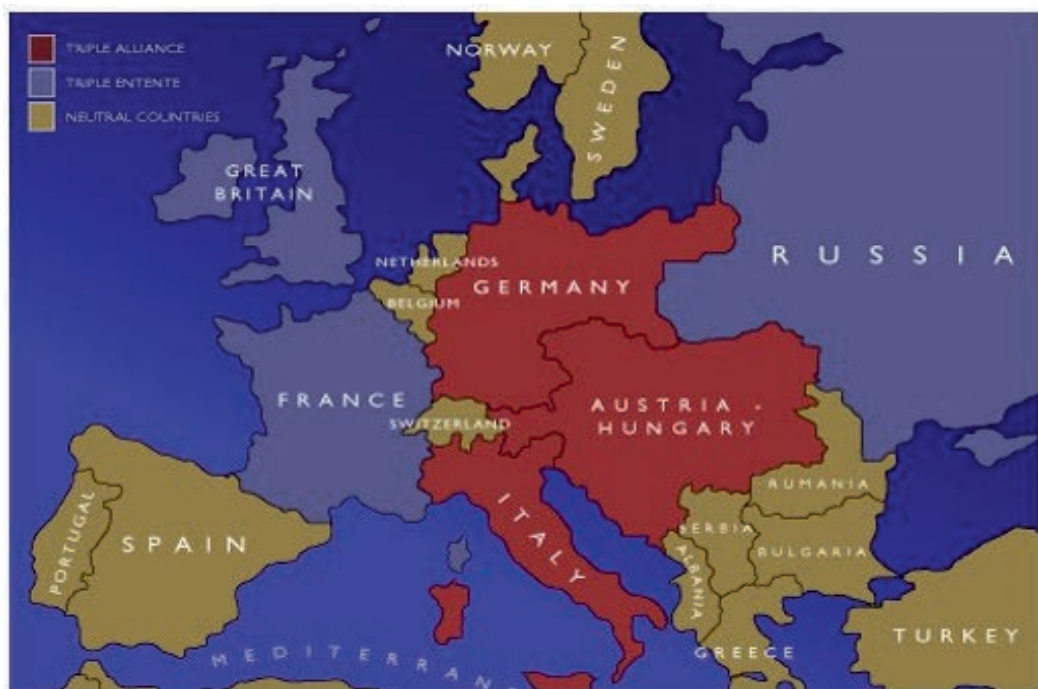 TRIPLE ALLIANCE
TRIPLE ENTENTE
NEUTRAL COUNTRIES
NORWAY
SWEDEN
GREAT
BRITAIN
RUSSIA
NETHERLANDS
GERMANY
BELGIUM
FRANCE
SWITZERLAND
AUSTRIA -
HUNGARY
RUMANIA
ITALY
PORTUGAL
SPAIN
SERBIA
BULGARIA
ALBANIA
TURKEY
GREECE
MEDITERRAN